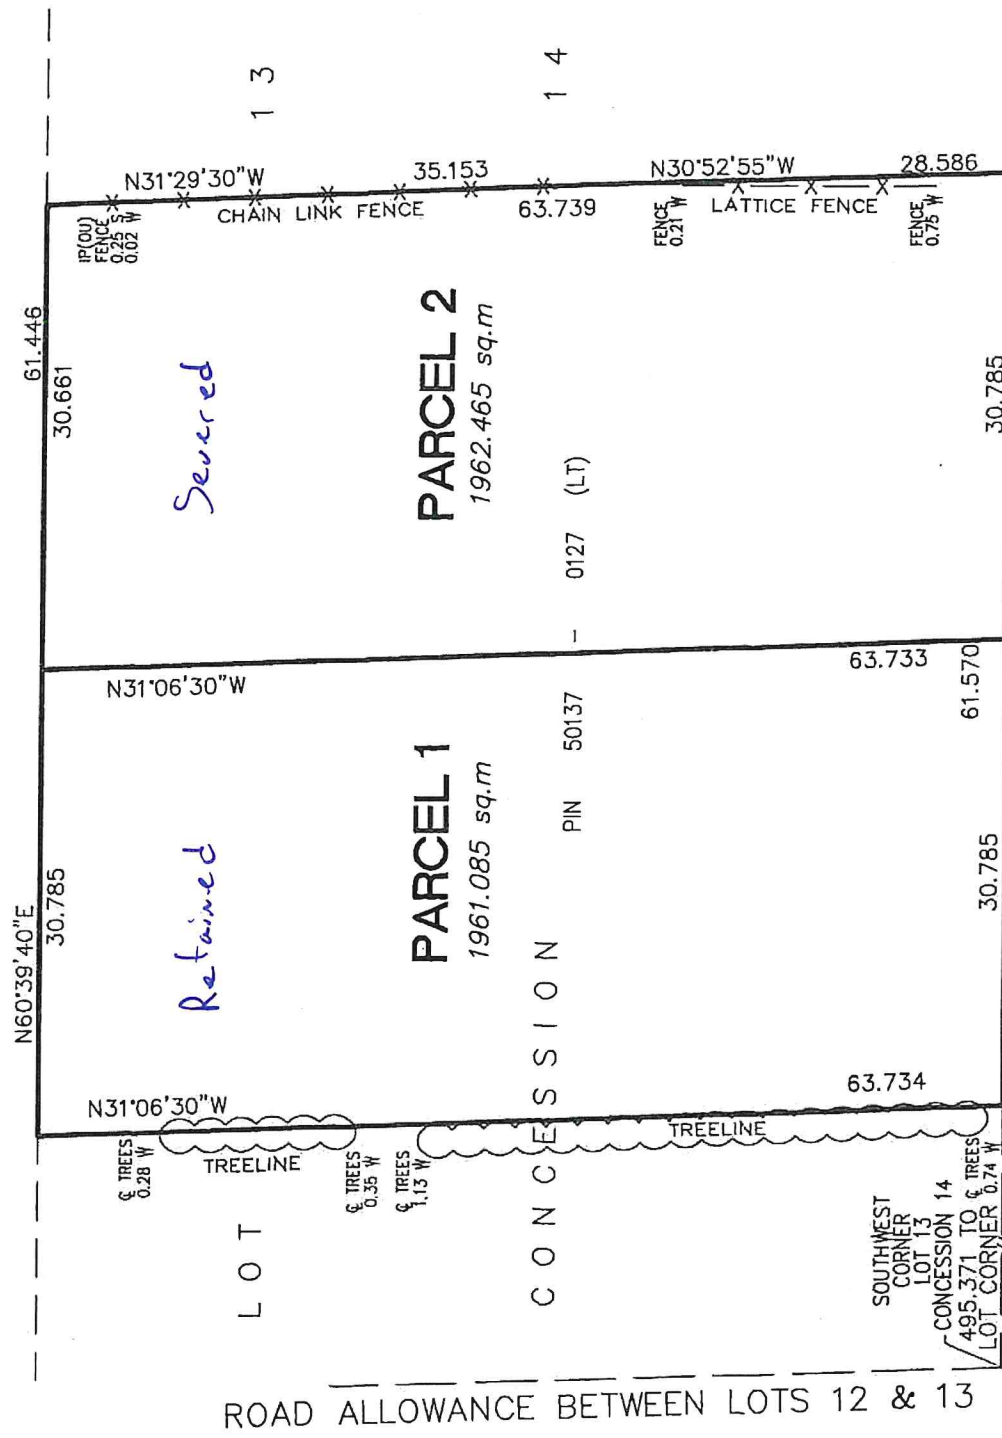 N60°39'40"E
61.446
30.785
30.661
N31°06'30"W
N31°06'30"W
N31°29'30"W
35.153
N30°52'55"W
28.586
CHAIN LINK FENCE
63.739
LATTICE FENCE
IP(OU)
FENCE
0.25 S
0.02 W
FENCE
0.21 W
FENCE
0.75 W
Retained
Severed
PARCEL 1
1961.085 sq.m
PARCEL 2
1962.465 sq.m
LOT
13
CONCESSION
14
PIN 50137 - 0127 (LT)
℄ TREES
0.28 W
TREELINE
℄ TREES
0.35 W
℄ TREES
1.13 W
TREELINE
℄ TREES
0.74 W
63.734
63.733
SOUTHWEST
CORNER
LOT 13
CONCESSION 14
495.371 TO
LOT CORNER
30.785
61.570
30.785
ROAD ALLOWANCE BETWEEN LOTS 12 & 13